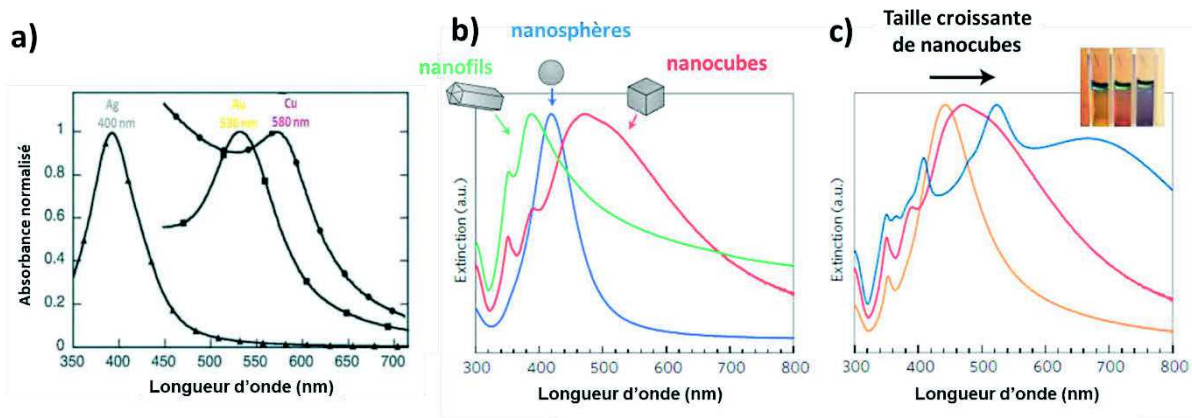 a)
Ag
400 nm
Au
530 nm
Cu
580 nm
Absorbance normalisé
1
0.8
0.6
0.4
0.2
0
350 400 450 500 550 600 650 700
Longueur d'onde (nm)
b)
nanosphères
nanofils
nanocubes
Extinction (a.u.)
300 400 500 600 700 800
Longueur d'onde (nm)
c)
Taille croissante
de nanocubes
Extinction (a.u.)
300 400 500 600 700 800
Longueur d'onde (nm)